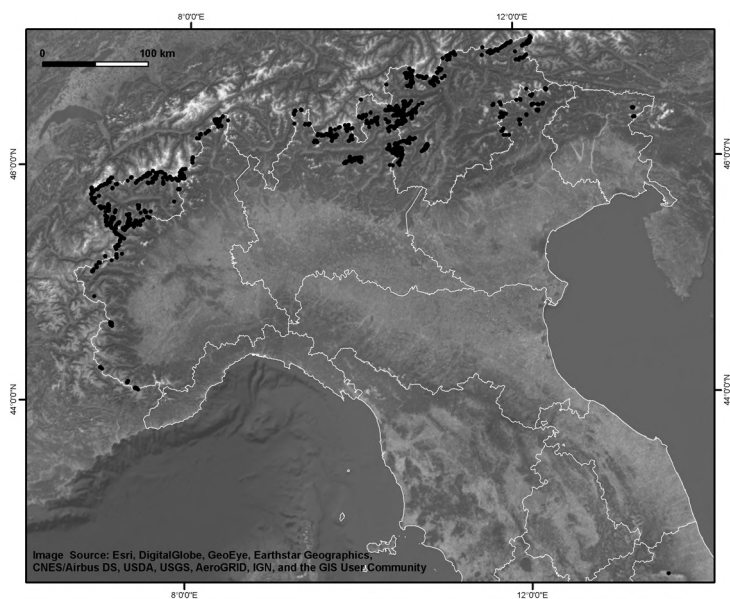 8°0'0"E 12°0'0"E
0 100 km
46°0'0"N 46°0'0"N
44°0'0"N 44°0'0"N
Image Source: Esri, DigitalGlobe, GeoEye, Earthstar Geographics,
CNES/Airbus DS, USDA, USGS, AeroGRID, IGN, and the GIS User Community
8°0'0"E 12°0'0"E